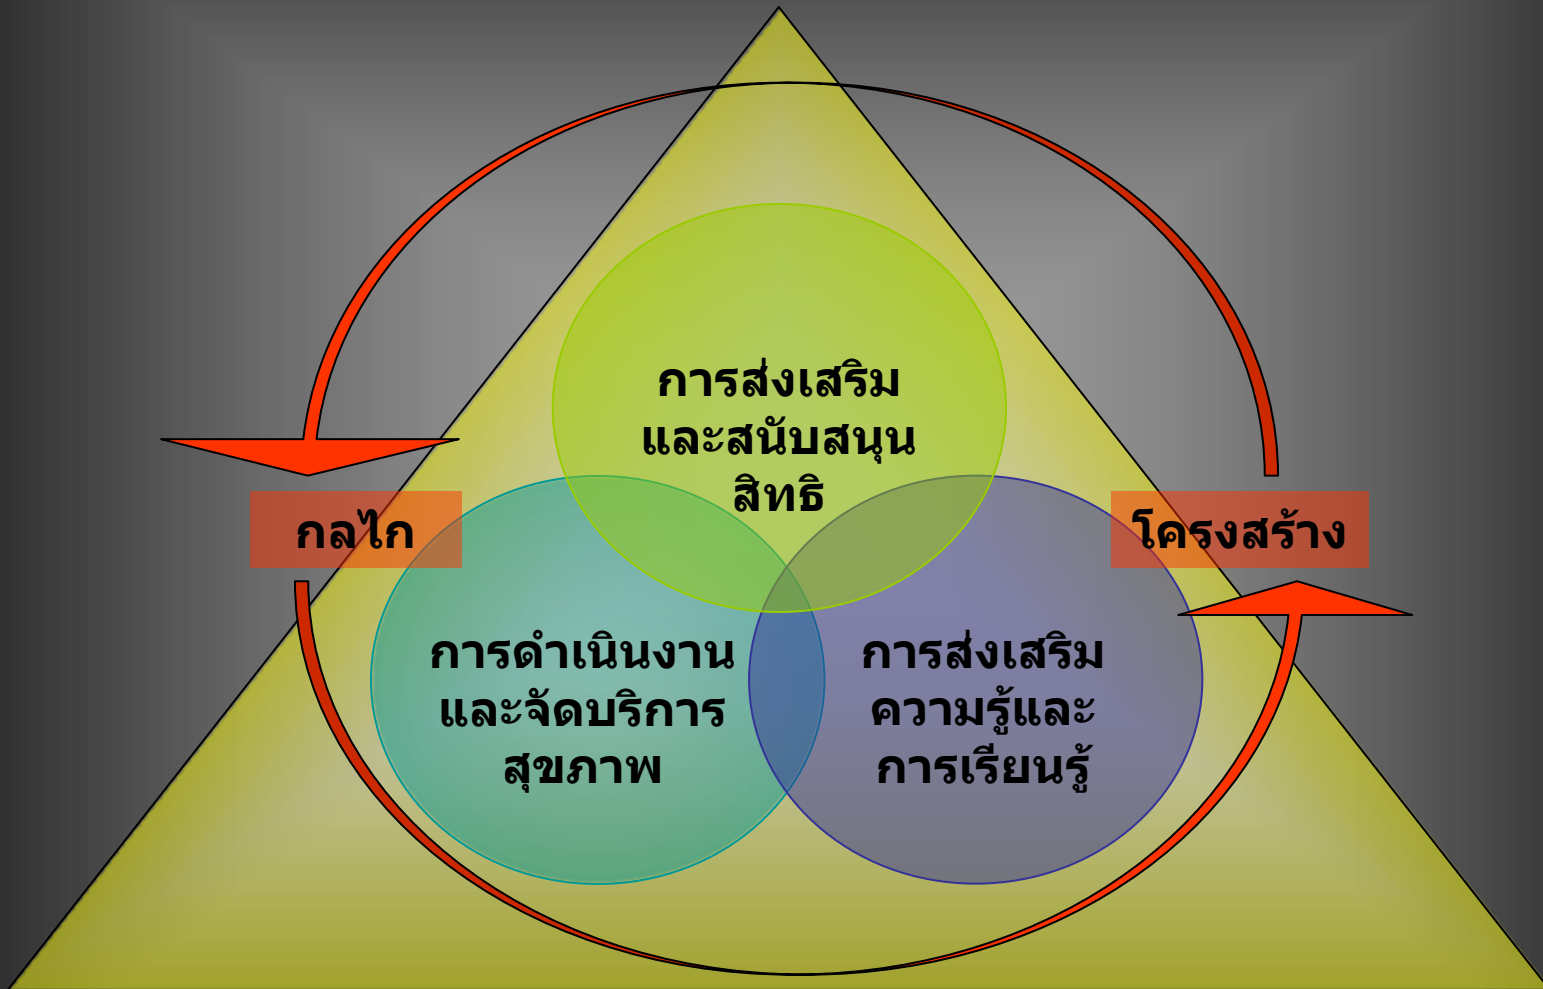 การส่งเสริม
และสนับสนุน
สิทธิ
กลไก
โครงสร้าง
การดำเนินงาน
และจัดบริการ
สุขภาพ
การส่งเสริม
ความรู้และ
การเรียนรู้